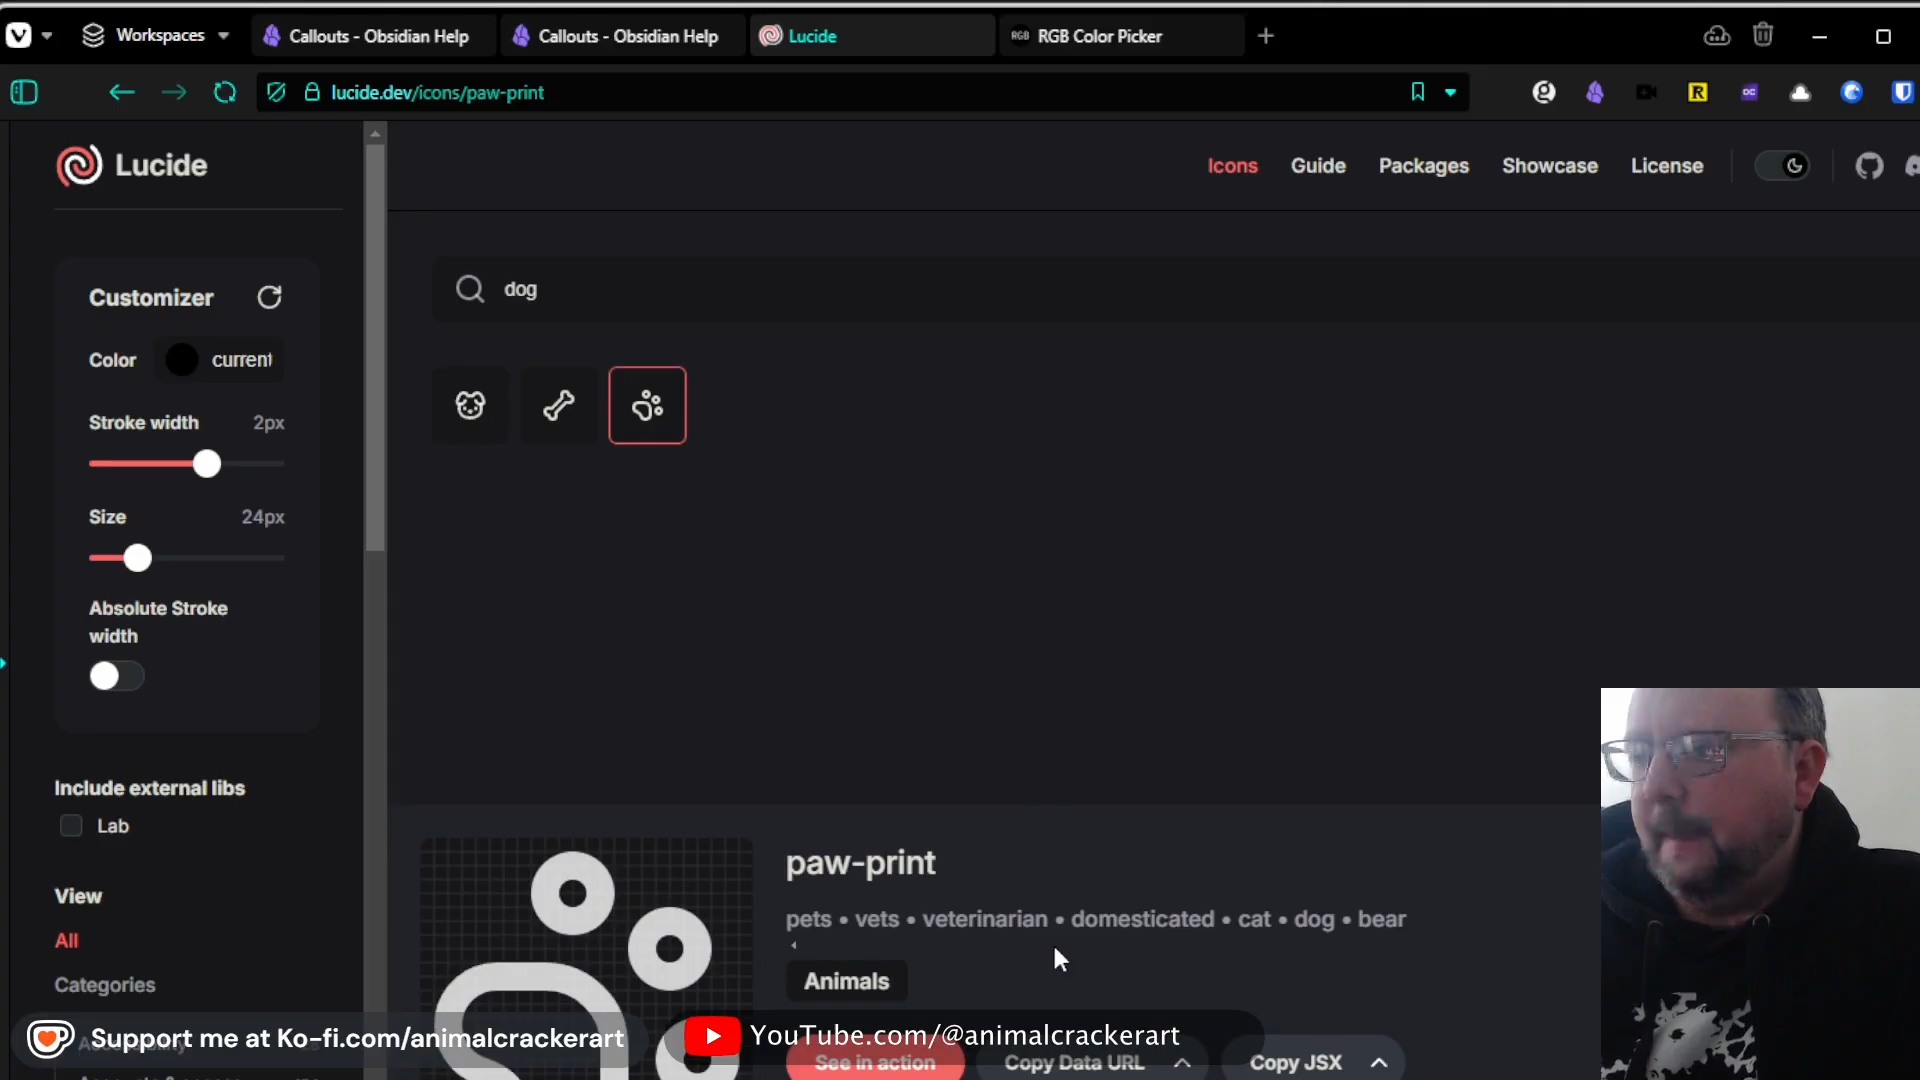 Workspaces
Callouts - Obsidian Help
Callouts - Obsidian Help
Lucide
RGB
RGB Color Picker
lucide.dev/icons/paw-print
R
OC
Lucide
Icons
Guide
Packages
Showcase
License
dog
Customizer
Color
current
Stroke width
2px
Size
24px
Absolute Stroke
width
Include external libs
Lab
View
All
Categories
paw-print
pets • vets • veterinarian • domesticated • cat • dog • bear
Animals
Support me at Ko-fi.com/animalcrackerart
YouTube.com/@animalcrackerart
See in action
Copy Data URL
Copy JSX